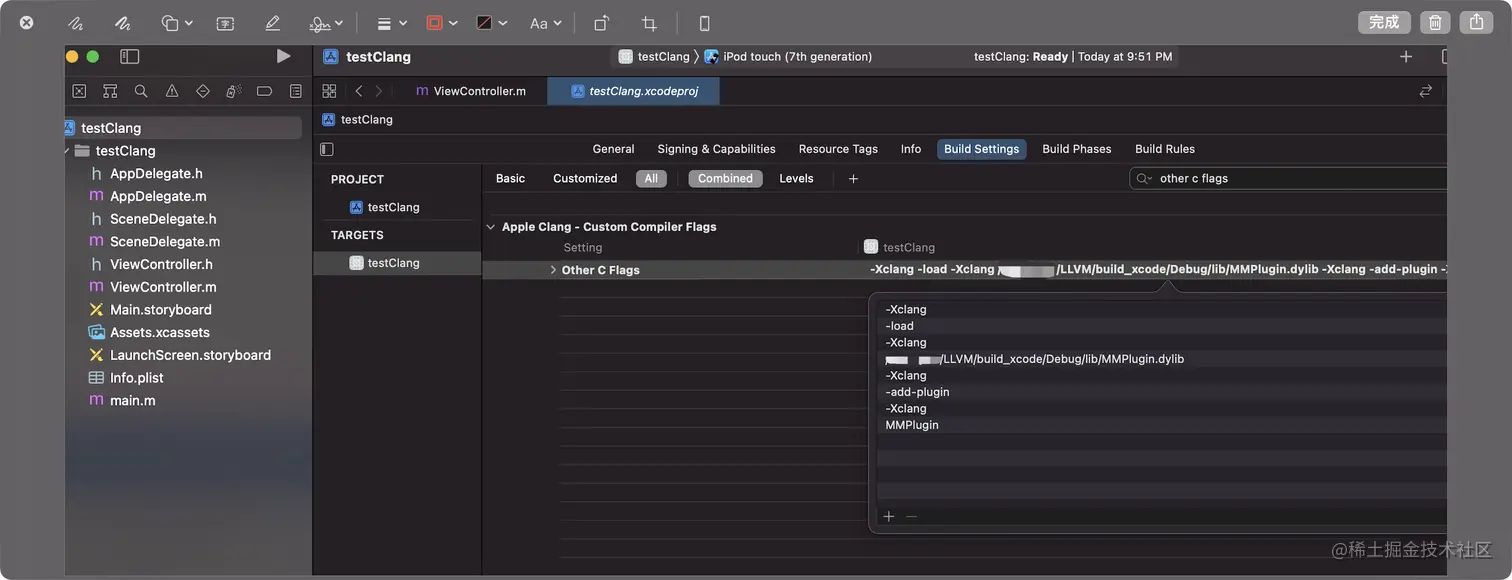 Aa
完成
testClang
testClang
iPod touch (7th generation)
testClang: Ready | Today at 9:51 PM
ViewController.m
testClang.xcodeproj
testClang
testClang
testClang
AppDelegate.h
AppDelegate.m
SceneDelegate.h
SceneDelegate.m
ViewController.h
ViewController.m
Main.storyboard
Assets.xcassets
LaunchScreen.storyboard
Info.plist
main.m
General
Signing & Capabilities
Resource Tags
Info
Build Settings
Build Phases
Build Rules
PROJECT
testClang
TARGETS
testClang
Basic
Customized
All
Combined
Levels
other c flags
Apple Clang - Custom Compiler Flags
Setting
testClang
Other C Flags
-Xclang -load -Xclang / /LLVM/build_xcode/Debug/lib/MMPlugin.dylib -Xclang -add-plugin
-Xclang
-load
-Xclang
/LLVM/build_xcode/Debug/lib/MMPlugin.dylib
-Xclang
-add-plugin
-Xclang
MMPlugin
@稀土掘金技术社区